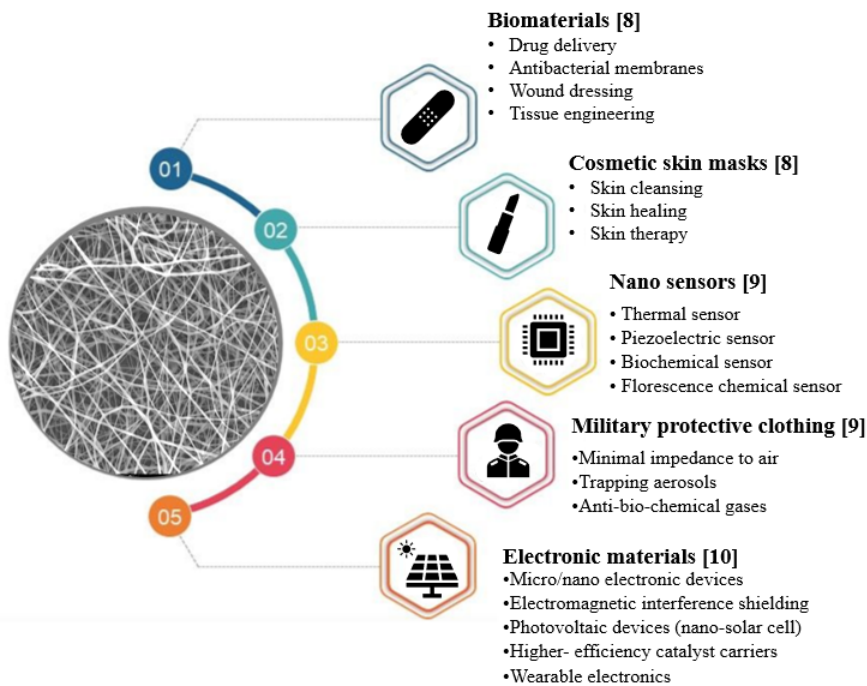 Biomaterials [8]
• Drug delivery
• Antibacterial membranes
• Wound dressing
• Tissue engineering
01
Cosmetic skin masks [8]
• Skin cleansing
• Skin healing
• Skin therapy
02
Nano sensors [9]
• Thermal sensor
• Piezoelectric sensor
• Biochemical sensor
• Florescence chemical sensor
03
Military protective clothing [9]
•Minimal impedance to air
•Trapping aerosols
•Anti-bio-chemical gases
04
05
Electronic materials [10]
•Micro/nano electronic devices
•Electromagnetic interference shielding
•Photovoltaic devices (nano-solar cell)
•Higher- efficiency catalyst carriers
•Wearable electronics